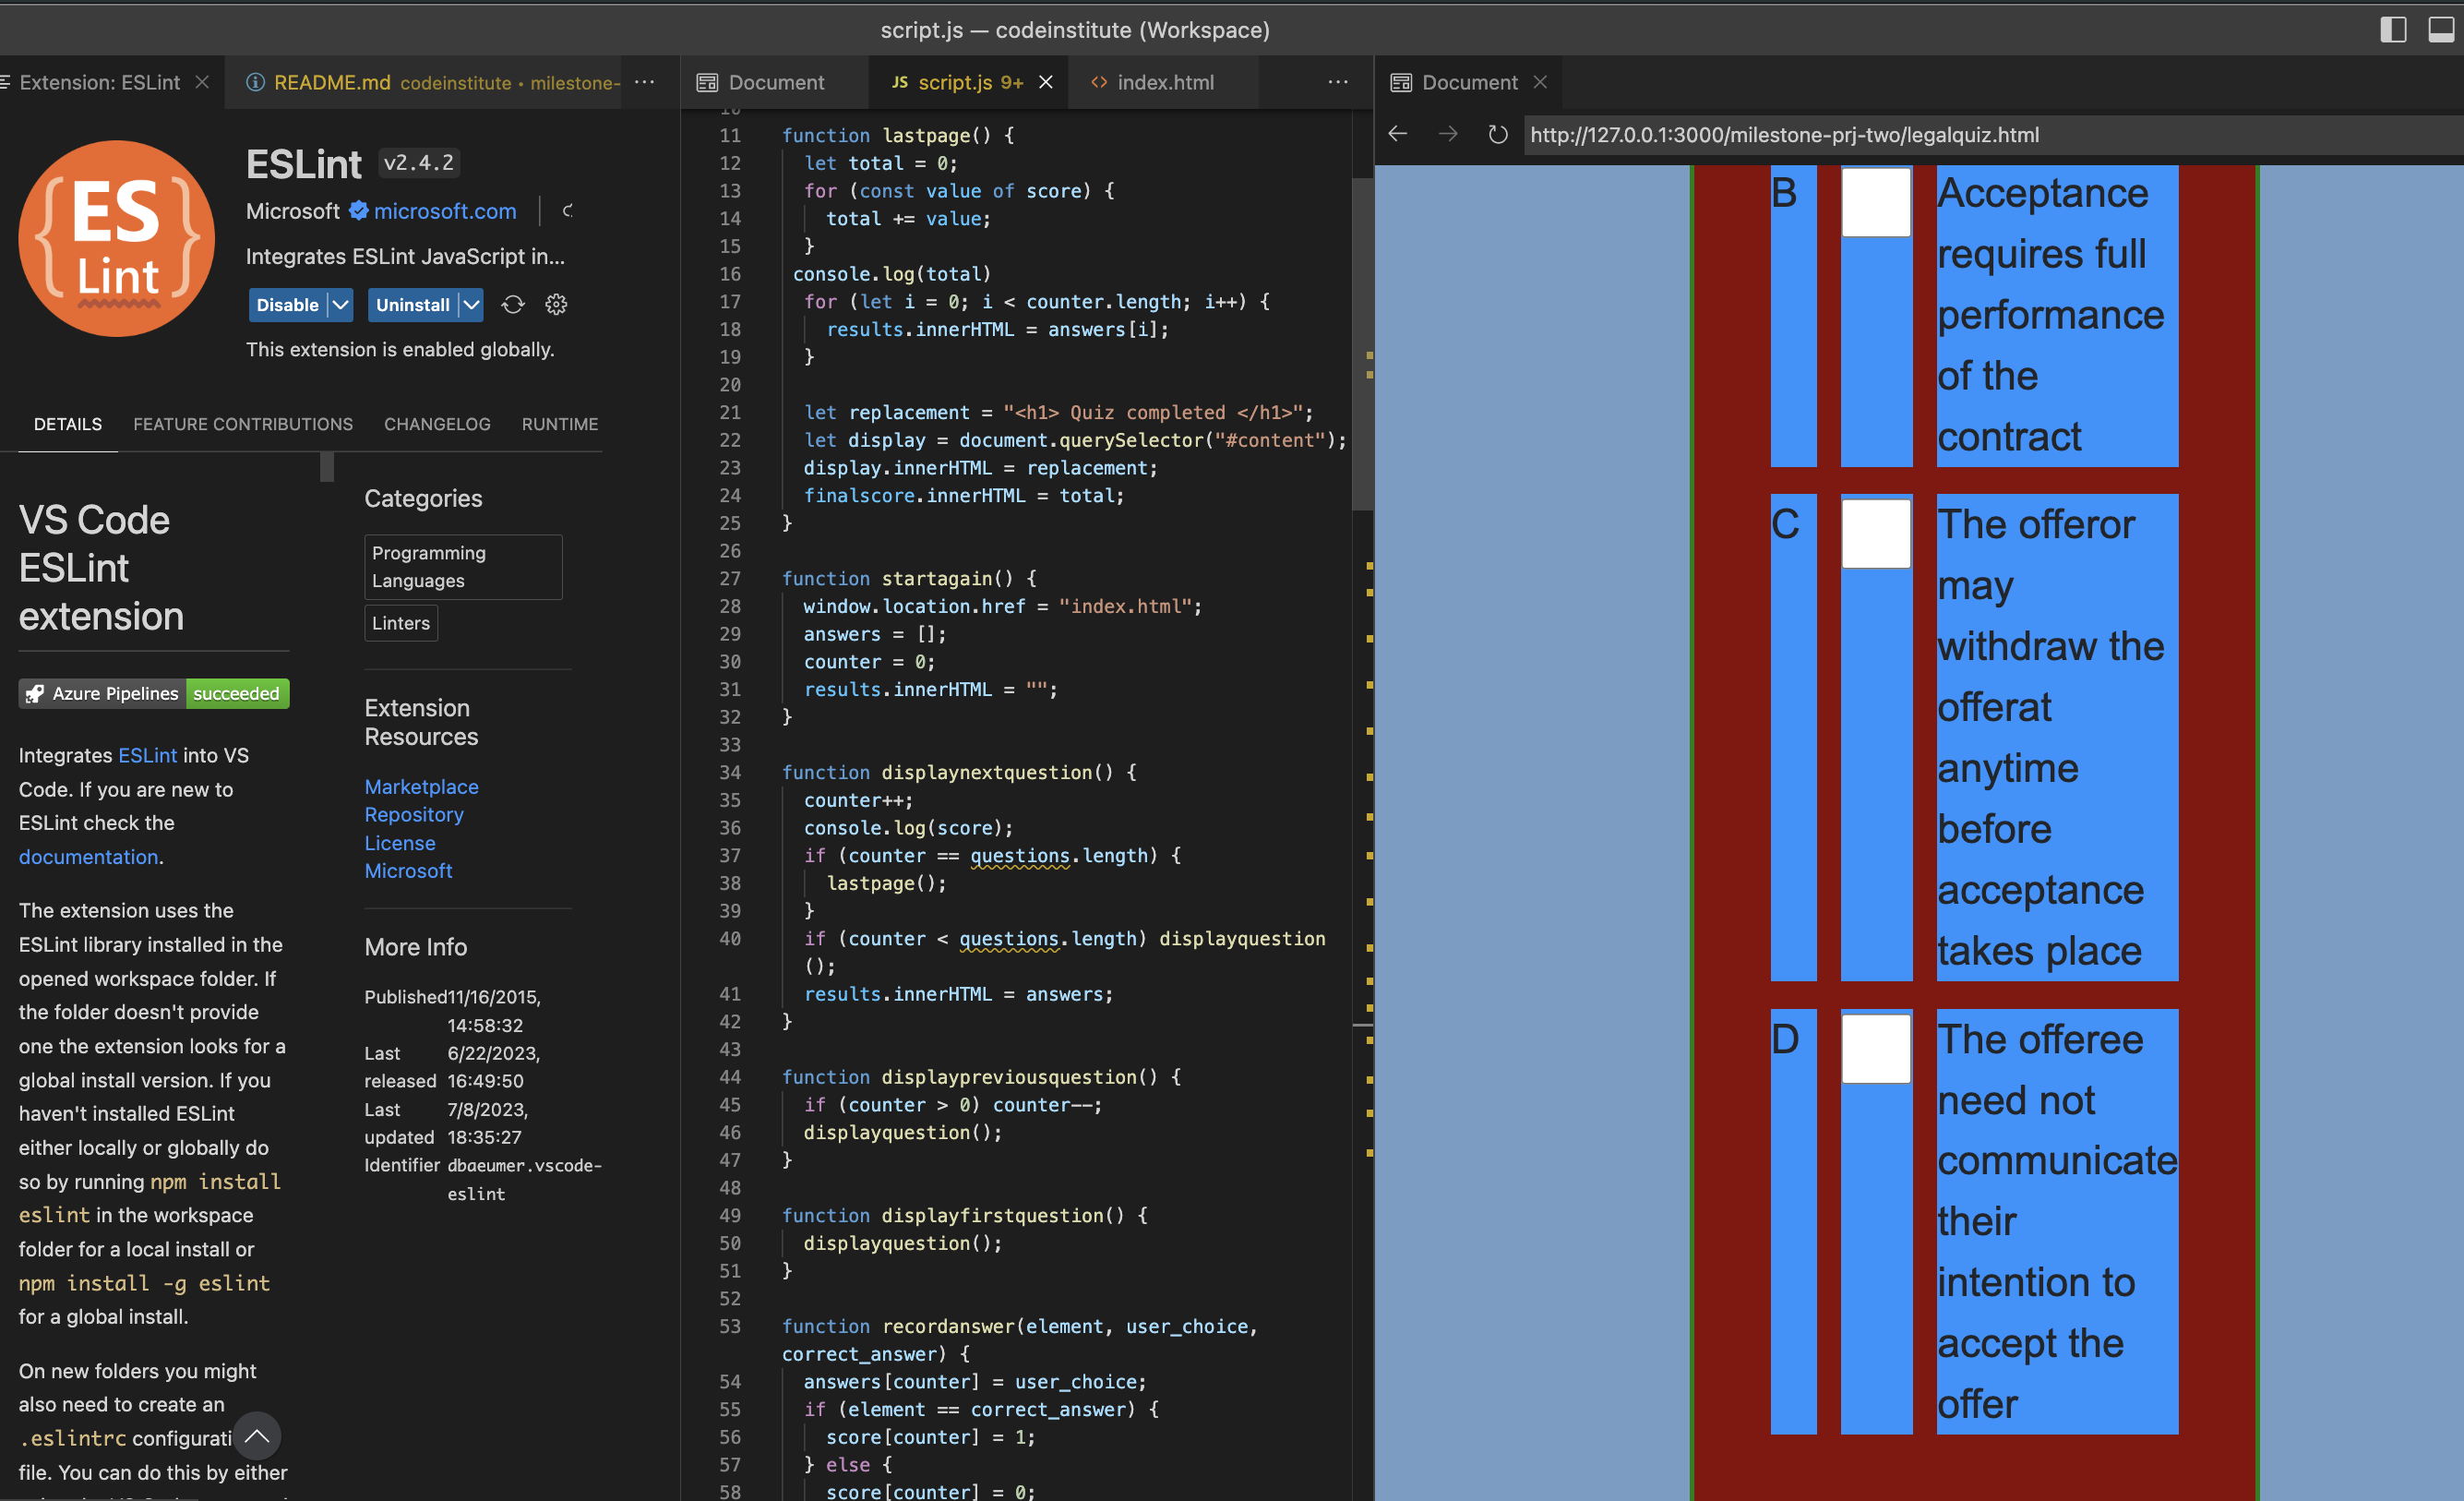 script.js — codeinstitute (Workspace)
Extension: ESLint
README.md codeinstitute • milestone-
ES
Lint
ESLint v2.4.2
Microsoft microsoft.com
Integrates ESLint JavaScript in...
Disable
Uninstall
This extension is enabled globally.
DETAILS FEATURE CONTRIBUTIONS CHANGELOG RUNTIME
VS Code
ESLint
extension
Azure Pipelines succeeded
Integrates ESLint into VS
Code. If you are new to
ESLint check the
documentation.
The extension uses the
ESLint library installed in the
opened workspace folder. If
the folder doesn't provide
one the extension looks for a
global install version. If you
haven't installed ESLint
either locally or globally do
so by running npm install
eslint in the workspace
folder for a local install or
npm install -g eslint
for a global install.
On new folders you might
also need to create an
.eslintrc configurati
file. You can do this by either
Categories
Programming
Languages
Linters
Extension
Resources
Marketplace
Repository
License
Microsoft
More Info
Published 11/16/2015,
14:58:32
Last 6/22/2023,
released 16:49:50
Last 7/8/2023,
updated 18:35:27
Identifier dbaeumer.vscode-
eslint
Document
JS script.js 9+
index.html
11 function lastpage() {
12 let total = 0;
13 for (const value of score) {
14 total += value;
15 }
16 console.log(total)
17 for (let i = 0; i < counter.length; i++) {
18 results.innerHTML = answers[i];
19 }
20
21 let replacement = "<h1> Quiz completed </h1>";
22 let display = document.querySelector("#content");
23 display.innerHTML = replacement;
24 finalscore.innerHTML = total;
25 }
26
27 function startagain() {
28 window.location.href = "index.html";
29 answers = [];
30 counter = 0;
31 results.innerHTML = "";
32 }
33
34 function displaynextquestion() {
35 counter++;
36 console.log(score);
37 if (counter == questions.length) {
38 lastpage();
39 }
40 if (counter < questions.length) displayquestion
();
41 results.innerHTML = answers;
42 }
43
44 function displaypreviousquestion() {
45 if (counter > 0) counter--;
46 displayquestion();
47 }
48
49 function displayfirstquestion() {
50 displayquestion();
51 }
52
53 function recordanswer(element, user_choice,
correct_answer) {
54 answers[counter] = user_choice;
55 if (element == correct_answer) {
56 score[counter] = 1;
57 } else {
58 score[counter] = 0;
Document
http://127.0.0.1:3000/milestone-prj-two/legalquiz.html
B Acceptance
requires full
performance
of the
contract
C The offeror
may
withdraw the
offerat
anytime
before
acceptance
takes place
D The offeree
need not
communicate
their
intention to
accept the
offer